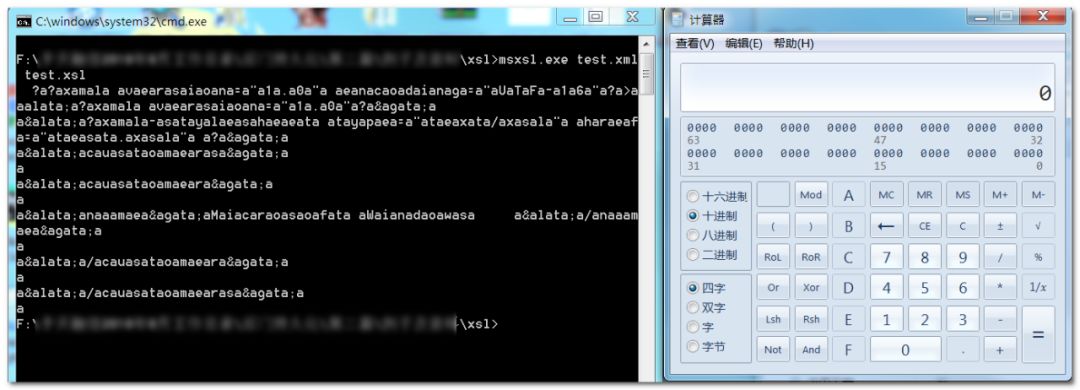 C:\windows\system32\cmd.exe
F:\ \xsl>msxsl.exe test.xml
test.xsl
?a?axamala avaearasaiaoana=a"a1a.a0a"a aeanacaoadaianaga=a"aUaTaFa-a1a6a"a?a>a
aalata;a?axamala avaearasaiaoana=a"a1a.a0a"a?a&agata;a
a&alata;a?axamala-asatayalaeasahaeaeata atayapaea=a"ataeaxata/axasala"a aharaeaf
a=a"ataeasata.axasala"a a?a&agata;a
a&alata;acauasataoamaearasa&agata;a
a
a&alata;acauasataoamaeara&agata;a
a
a&alata;anaaamaea&agata;aMaiacaraoasaoafata aWaianadaoawasa a&alata;a/anaaam
aea&agata;a
a
a&alata;a/acauasataoamaeara&agata;a
a
a&alata;a/acauasataoamaearasa&agata;a
a
F:\ \xsl>
计算器
查看(V) 编辑(E) 帮助(H)
0
0000 0000 0000 0000 0000 0000 0000 0000
63 47 32
0000 0000 0000 0000 0000 0000 0000 0000
31 15 0
十六进制 Mod A MC MR MS M+ M-
十进制 ( ) B ← CE C ± √
八进制
二进制 RoL RoR C 7 8 9 / %
四字 Or Xor D 4 5 6 * 1/x
双字
字 Lsh Rsh E 1 2 3 - =
字节 Not And F 0 . +